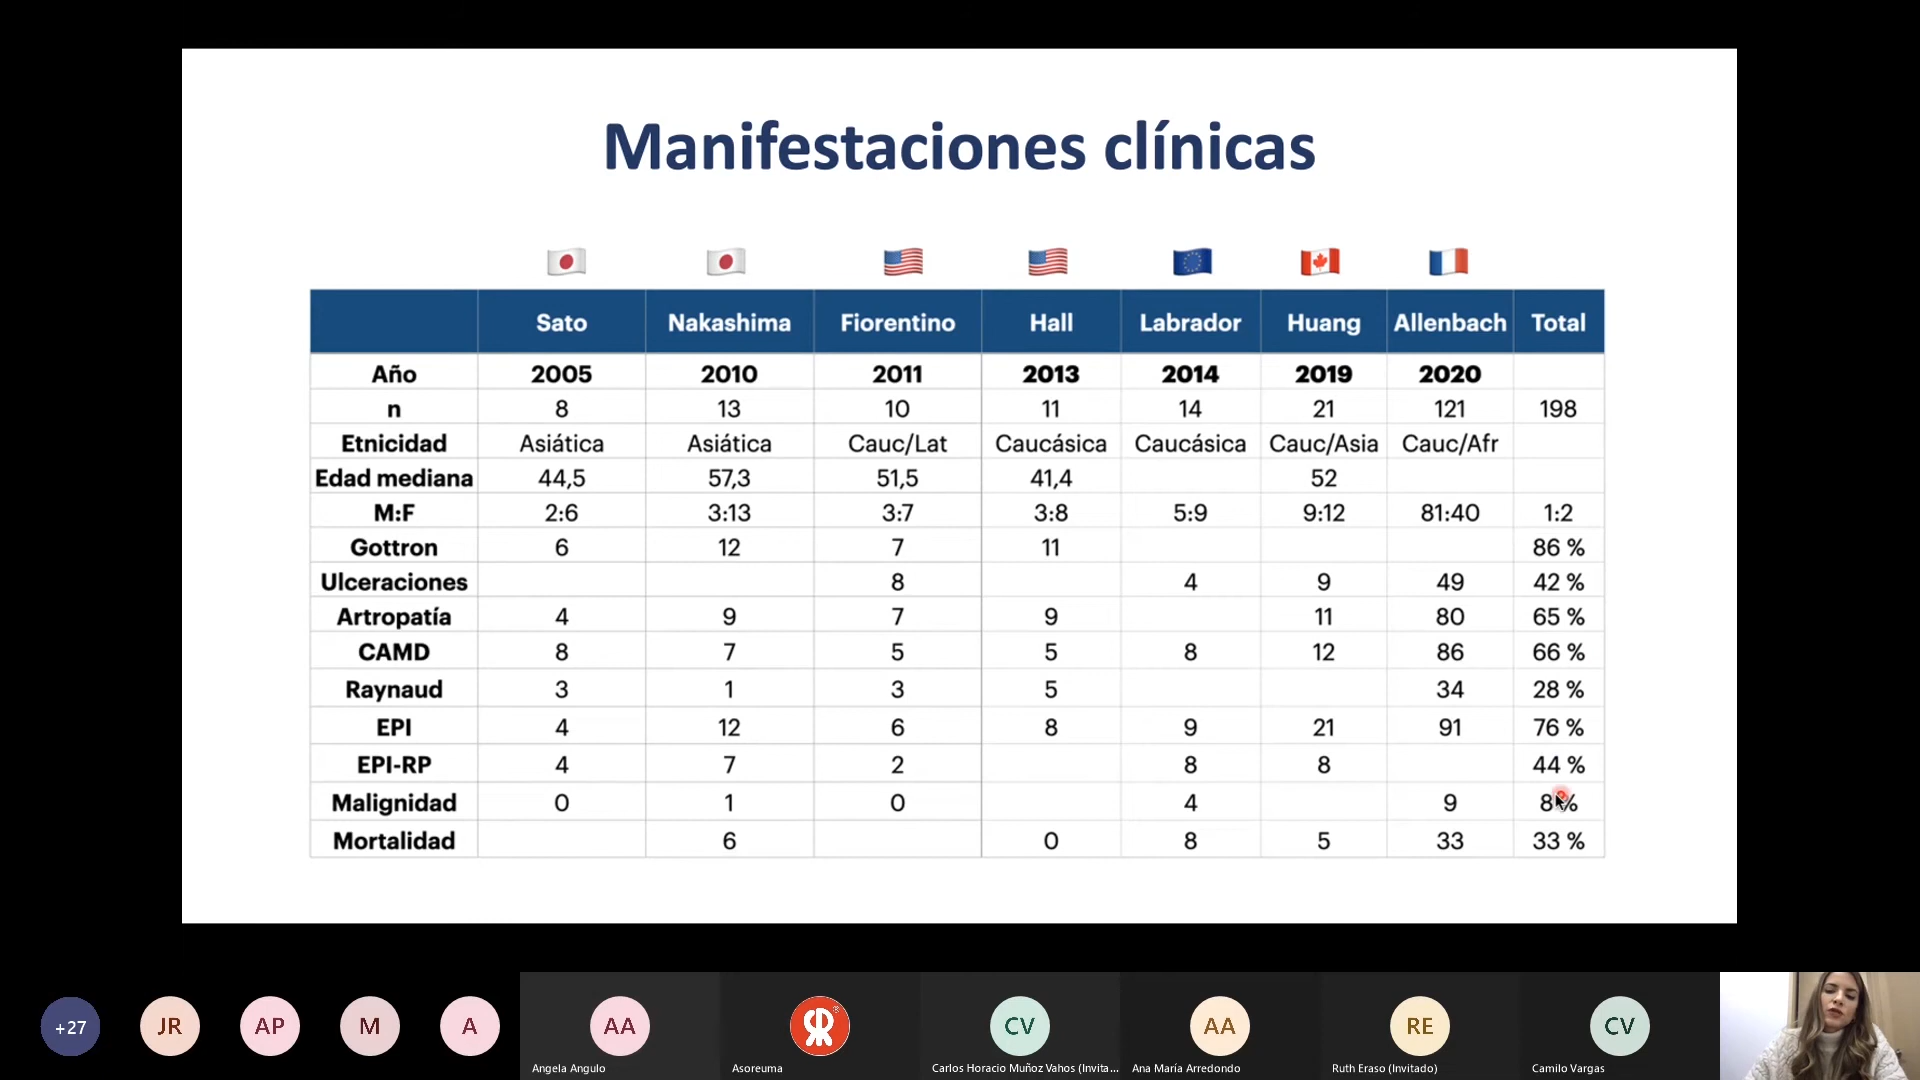 Manifestaciones clínicas
Sato Nakashima Fiorentino Hall Labrador Huang Allenbach Total
Año 2005 2010 2011 2013 2014 2019 2020
n 8 13 10 11 14 21 121 198
Etnicidad Asiática Asiática Cauc/Lat Caucásica Caucásica Cauc/Asia Cauc/Afr
Edad mediana 44,5 57,3 51,5 41,4 52
M:F 2:6 3:13 3:7 3:8 5:9 9:12 81:40 1:2
Gottron 6 12 7 11 86 %
Ulceraciones 8 4 9 49 42 %
Artropatía 4 9 7 9 11 80 65 %
CAMD 8 7 5 5 8 12 86 66 %
Raynaud 3 1 3 5 34 28 %
EPI 4 12 6 8 9 21 91 76 %
EPI-RP 4 7 2 8 8 44 %
Malignidad 0 1 0 4 9 8 %
Mortalidad 6 0 8 5 33 33 %
+27 JR AP M A AA CV AA RE CV
Angela Angulo Asoreuma Carlos Horacio Muñoz Vahos (Invita... Ana María Arredondo Ruth Eraso (Invitado) Camilo Vargas